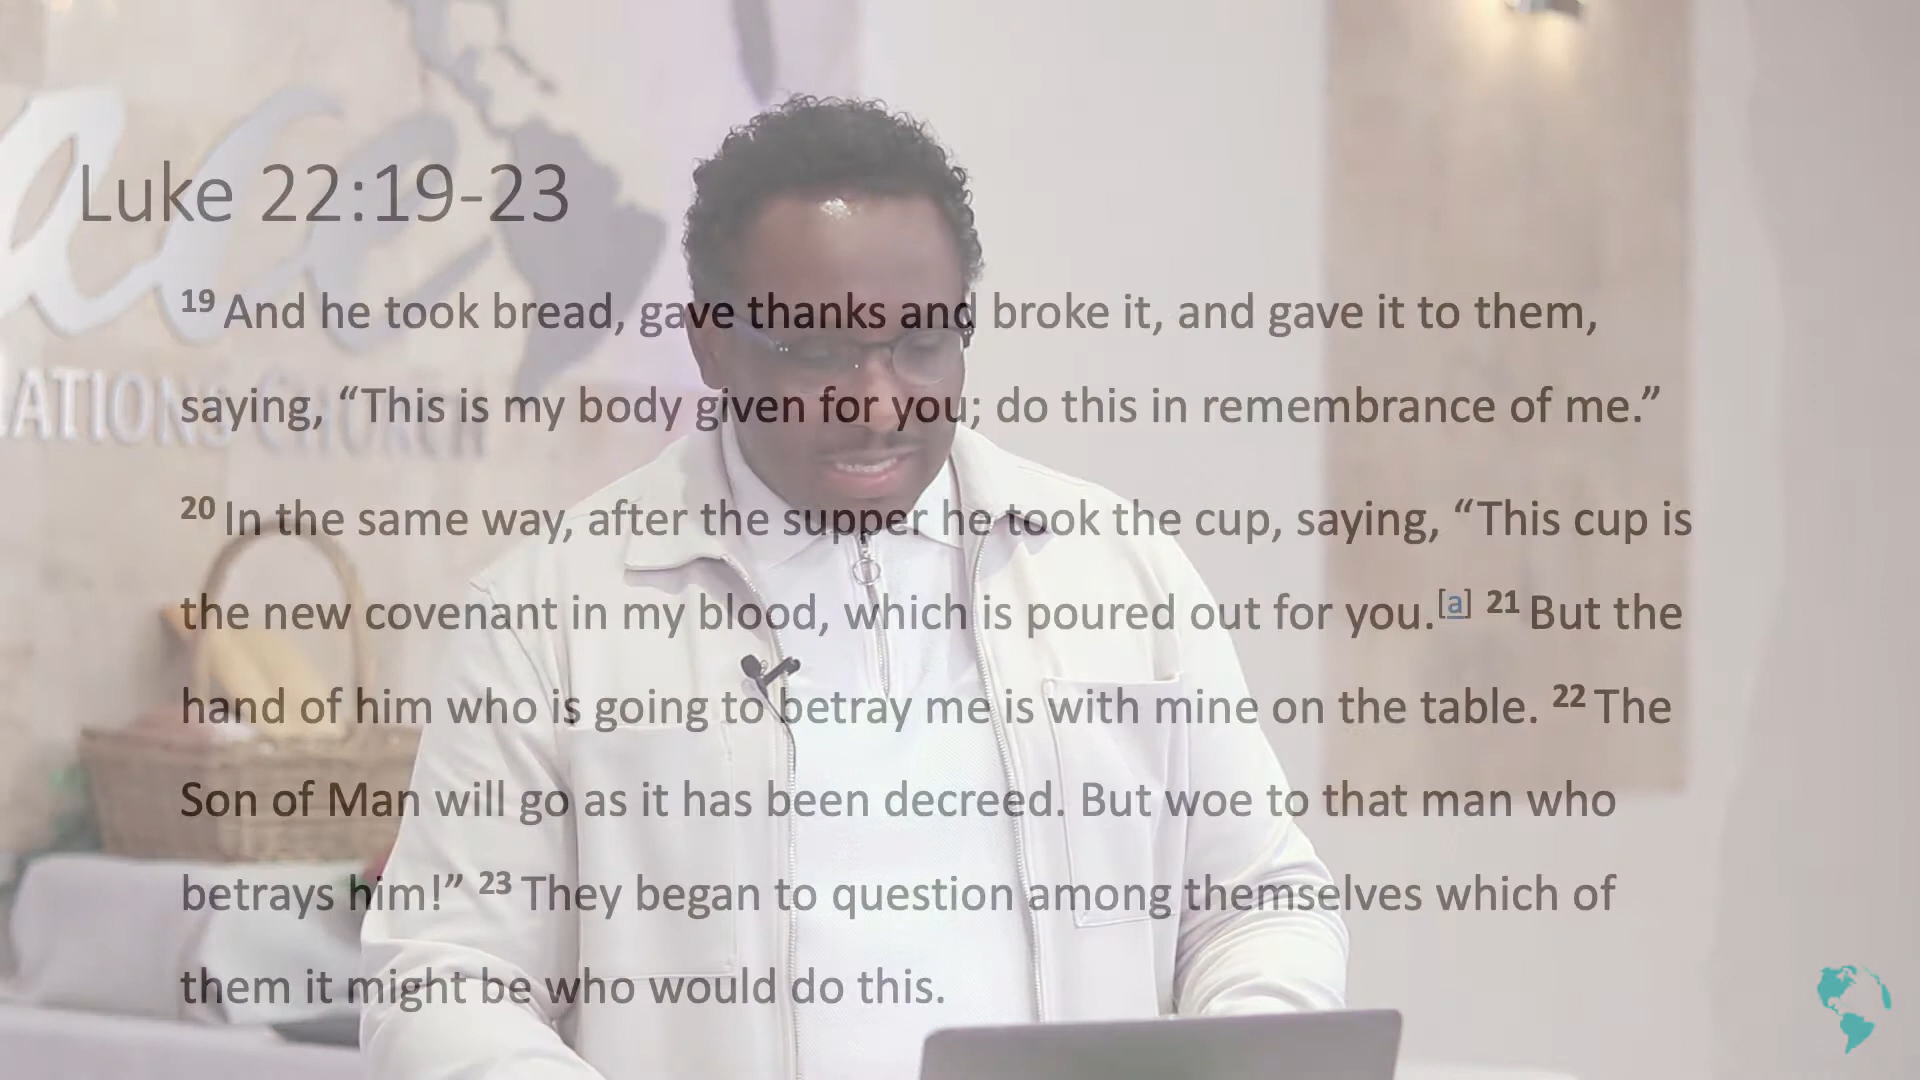 ace
NATIONS CHURCH
Luke 22:19-23
19 And he took bread, gave thanks and broke it, and gave it to them,
saying, “This is my body given for you; do this in remembrance of me.”
20 In the same way, after the supper he took the cup, saying, “This cup is
the new covenant in my blood, which is poured out for you.[a] 21 But the
hand of him who is going to betray me is with mine on the table. 22 The
Son of Man will go as it has been decreed. But woe to that man who
betrays him!” 23 They began to question among themselves which of
them it might be who would do this.